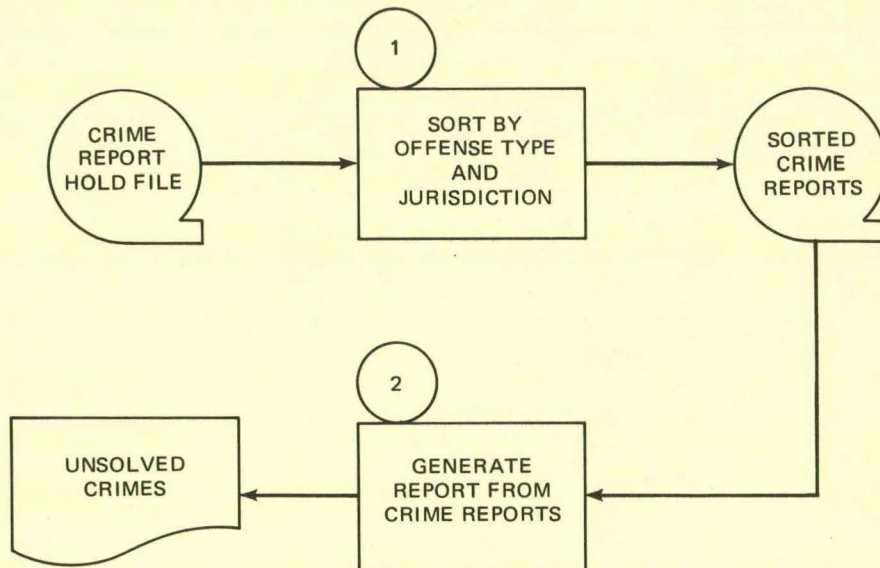 1
CRIME
REPORT
HOLD FILE
SORT BY
OFFENSE TYPE
AND
JURISDICTION
SORTED
CRIME
REPORTS
2
UNSOLVED
CRIMES
GENERATE
REPORT FROM
CRIME REPORTS